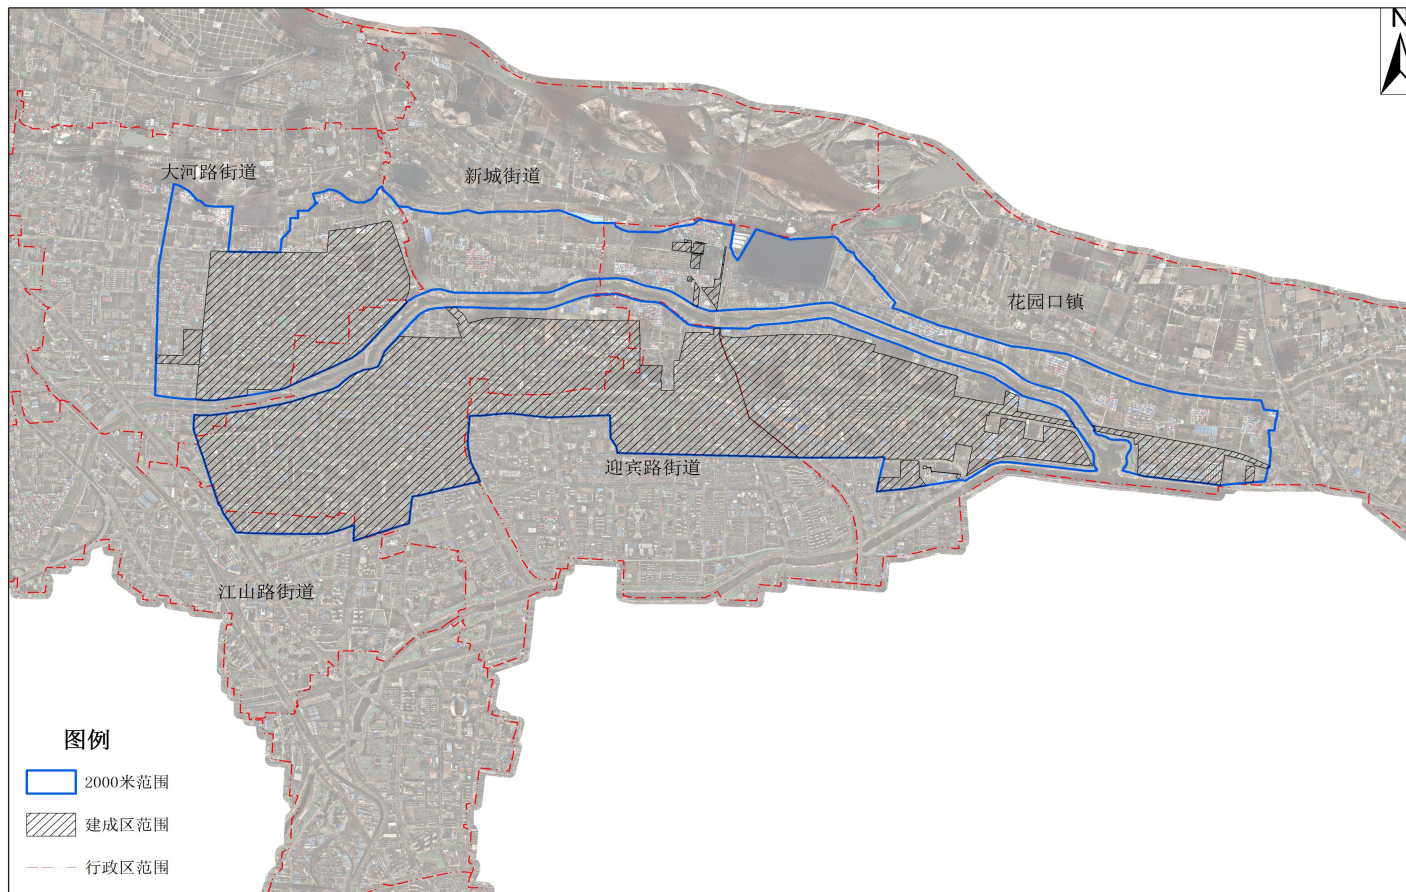 N
大河路街道
新城街道
花园口镇
迎宾路街道
江山路街道
图例
2000米范围
建成区范围
行政区范围